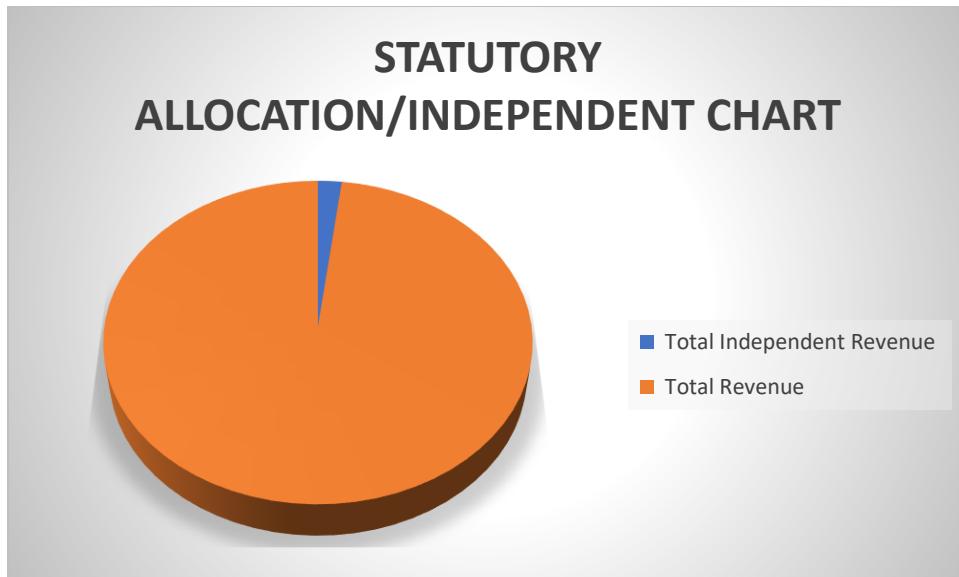 STATUTORY
ALLOCATION/INDEPENDENT CHART
Total Independent Revenue
Total Revenue